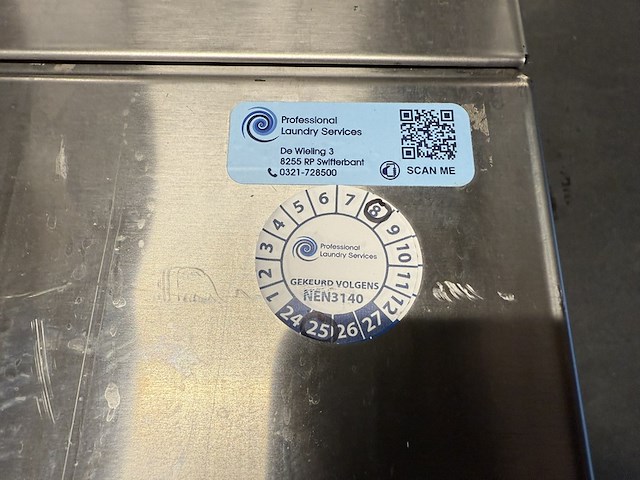 Professional
Laundry Services
De Wieling 3
8255 RP Swifterbant
0321-728500
SCAN ME
1 2 3 4 5 6 7 8 9 10 11 12
Professional
Laundry Services
GEKEURD VOLGENS
NEN3140
24 25 26 27